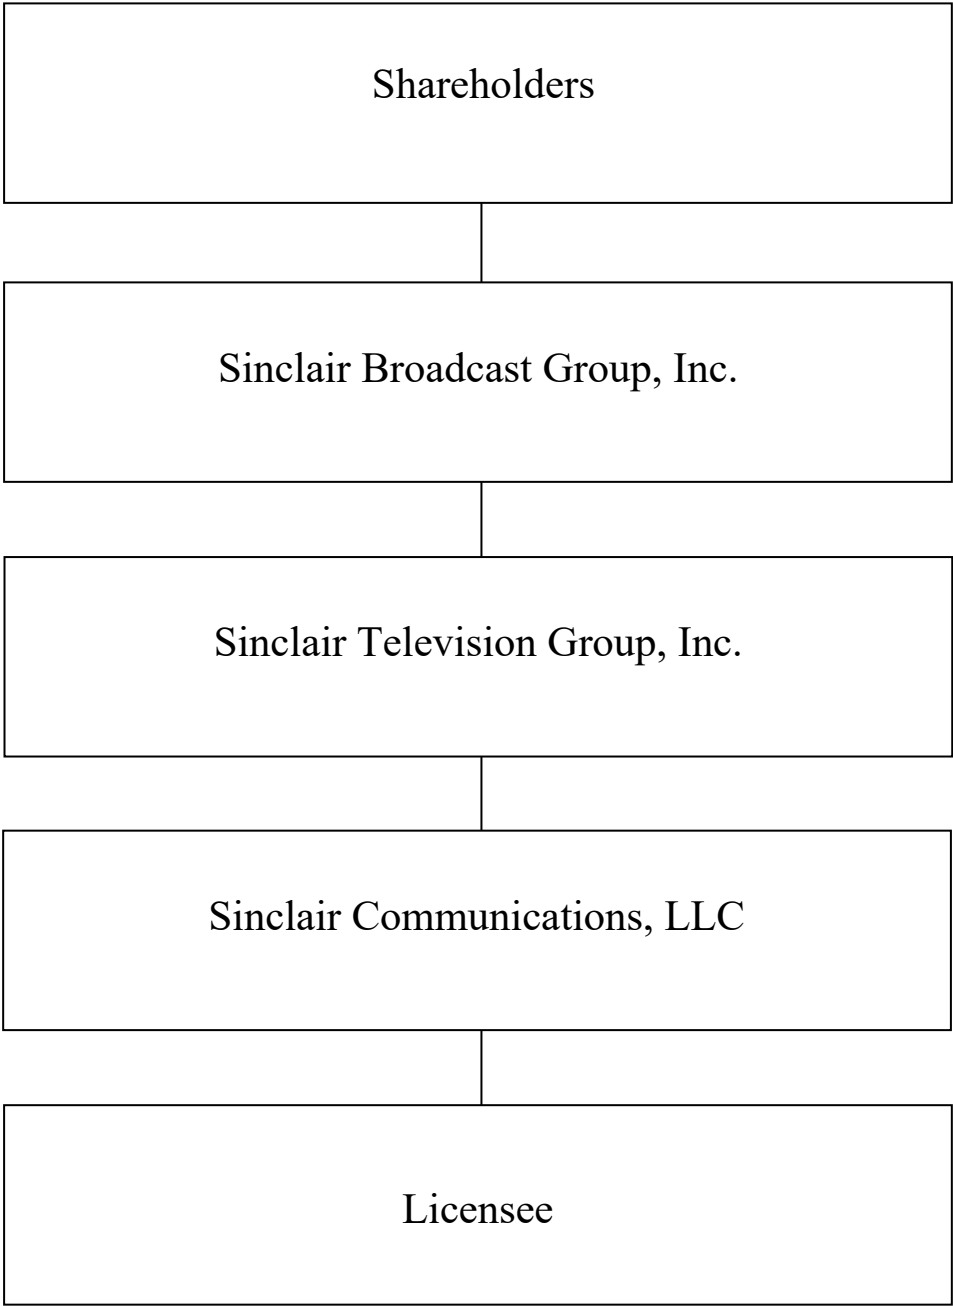 Shareholders
Sinclair Broadcast Group, Inc.
Sinclair Television Group, Inc.
Sinclair Communications, LLC
Licensee